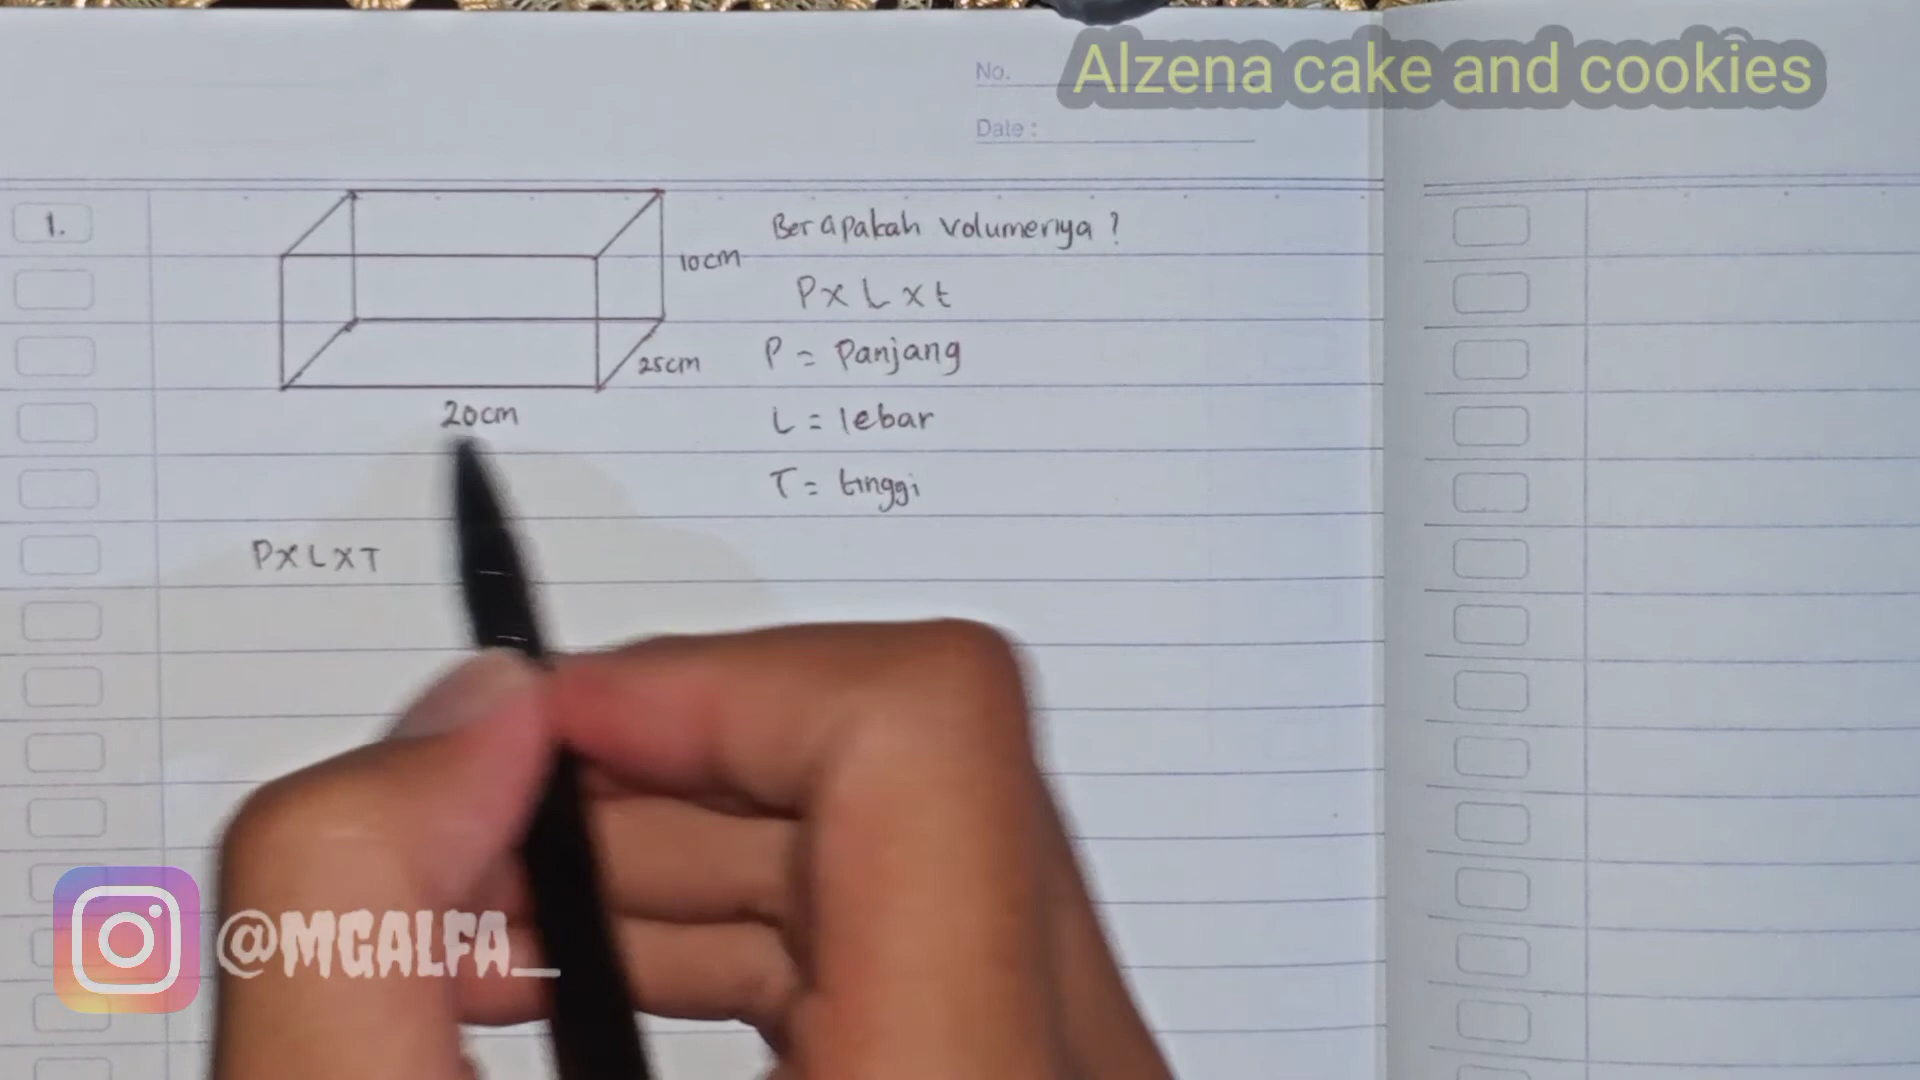 Alzena cake and cookies
No.
Date :
1.
Berapakah volumenya ?
10cm
P x L x t
25cm
P = Panjang
20cm
L = lebar
T = tinggi
P x L x T
@MGALFA_